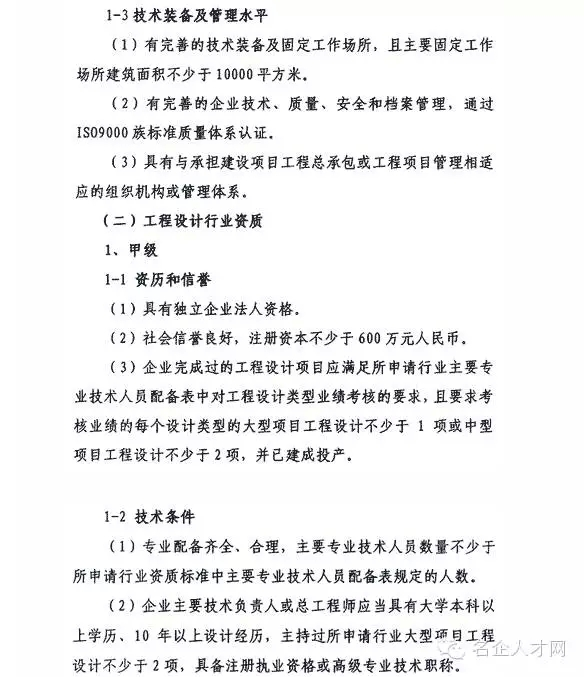 1-3 技术装备及管理水平
（1）有完善的技术装备及固定工作场所，且主要固定工作
场所建筑面积不少于 10000 平方米。
（2）有完善的企业技术、质量、安全和档案管理，通过
ISO9000 族标准质量体系认证。
（3）具有与承担建设项目工程总承包或工程项目管理相适
应的组织机构或管理体系。
（二）工程设计行业资质
1、甲级
1-1 资历和信誉
（1）具有独立企业法人资格。
（2）社会信誉良好，注册资本不少于 600 万元人民币。
（3）企业完成过的工程设计项目应满足所申请行业主要专
业技术人员配备表中对工程设计类型业绩考核的要求，且要求考
核业绩的每个设计类型的大型项目工程设计不少于 1 项或中型
项目工程设计不少于 2 项，并已建成投产。
1-2 技术条件
（1）专业配备齐全、合理，主要专业技术人员数量不少于
所申请行业资质标准中主要专业技术人员配备表规定的人数。
（2）企业主要技术负责人或总工程师应当具有大学本科以
上学历、10 年以上设计经历，主持过所申请行业大型项目工程
设计不少于 2 项，具备注册执业资格或高级专业技术职称。
名企人才网